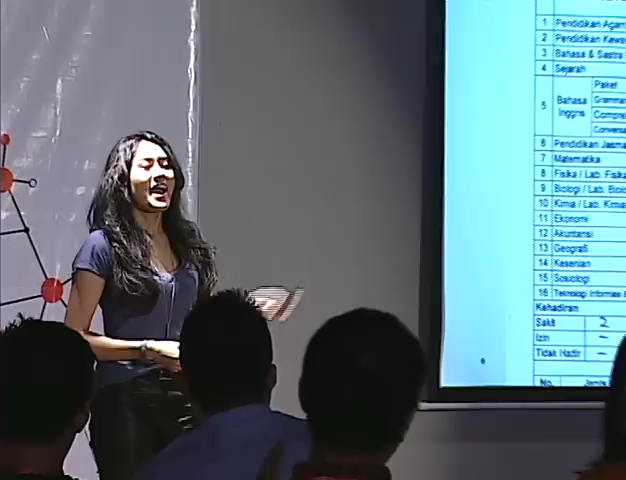 1 Pendidikan Agam
2 Pendidikan Kewa
3 Bahasa & Sastra
4 Sejarah
5 Bahasa Inggris
Paket
Gramma
Compre
Conversa
6 Pendidikan Jasma
7 Matematika
8 Fisika / Lab. Fisika
9 Biologi / Lab. Biolo
10 Kimia / Lab. Kimia
11 Ekonomi
12 Akuntansi
13 Geografi
14 Kesenian
15 Sosiologi
16 Teknologi Informasi
Kehadiran
Sakit 2
Izin -
Tidak Hadir -
No. Jenis